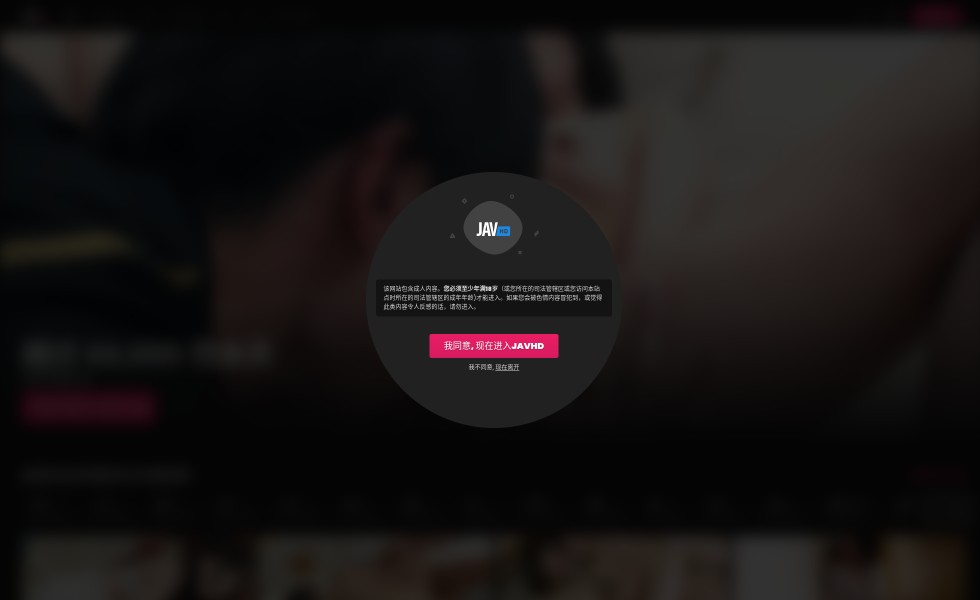 JAV HD
该网站包含成人内容。您必须至少年满18岁（或您所在的司法管辖区或您访问本站
点时所在的司法管辖区的成年年龄)才能进入。如果您会被色情内容冒犯到，或觉得
此类内容令人反感的话，请勿进入。
我同意, 现在进入JAVHD
我不同意, 现在离开